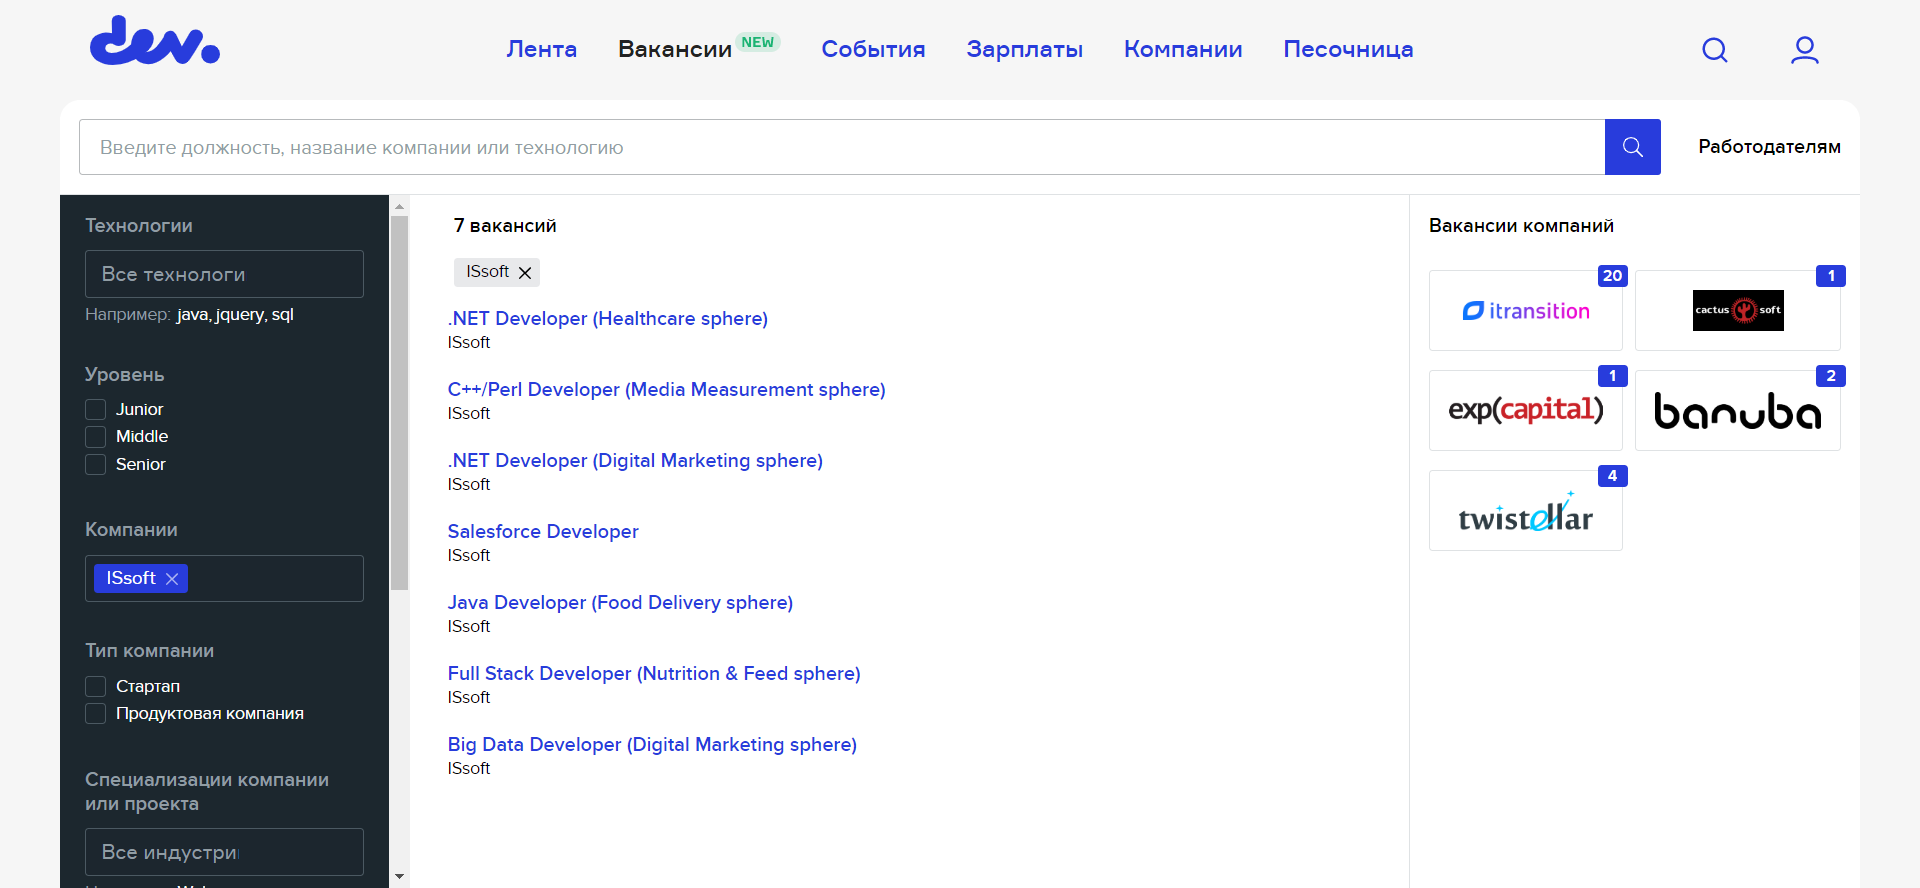 dev.
Лента
Вакансии NEW
События
Зарплаты
Компании
Песочница
Введите должность, название компании или технологию
Работодателям
Технологии
Все технологи
Например: java, jquery, sql
Уровень
Junior
Middle
Senior
Компании
ISsoft
Тип компании
Стартап
Продуктовая компания
Специализации компании
или проекта
Все индустри
7 вакансий
ISsoft
.NET Developer (Healthcare sphere)
ISsoft
C++/Perl Developer (Media Measurement sphere)
ISsoft
.NET Developer (Digital Marketing sphere)
ISsoft
Salesforce Developer
ISsoft
Java Developer (Food Delivery sphere)
ISsoft
Full Stack Developer (Nutrition & Feed sphere)
ISsoft
Big Data Developer (Digital Marketing sphere)
ISsoft
Вакансии компаний
20
itransition
1
cactus soft
1
exp(capital)
2
banuba
4
twistellar